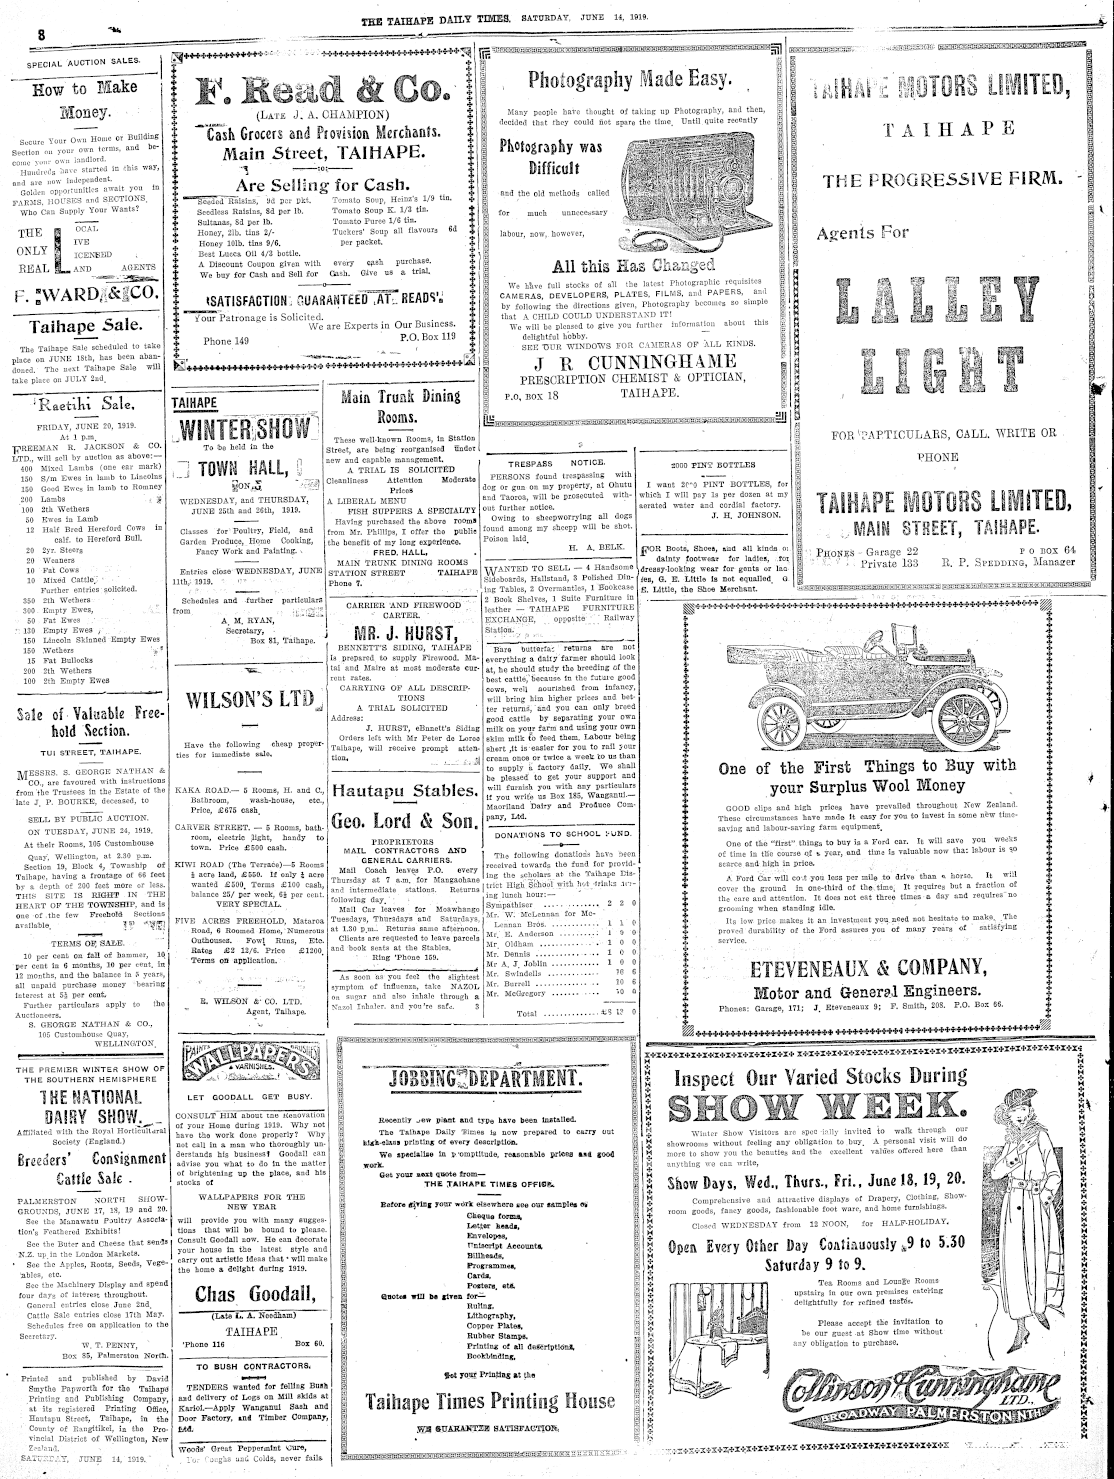 8
THE TAIHAPE DAILY TIMES, SATURDAY, JUNE 14, 1919.
SPECIAL AUCTION SALES.
How to Make
Money.
Secure Your Own Home or Building
Section on your own terms, and be-
come your own landlord.
Hundreds have started in this way,
and are now independent.
Golden opportunities await you in
FARMS, HOUSES and SECTIONS.
Who Can Supply Your Wants?
THE LOCAL
ONLY LIVE
LICENSED
REAL LAND AGENTS
F. WARD & CO.
Taihape Sale.
The Taihape Sale scheduled to take
place on JUNE 18th, has been aban-
doned. The next Taihape Sale will
take place on JULY 2nd.
Raetihi Sale,
FRIDAY, JUNE 20, 1919.
At 1 p.m.
FREEMAN R. JACKSON & CO.
LTD., will sell by auction as above:—
400 Mixed Lambs (one ear mark)
150 S/m Ewes in lamb to Lincolns
150 Good Ewes in lamb to Romney
200 Lambs
100 2th Wethers
50 Ewes in Lamb
12 Half Bred Hereford Cows in
calf. to Hereford Bull.
20 2yr. Steers
20 Weaners
10 Fat Cows
10 Mixed Cattle.
Further entries solicited.
350 2th Wethers
300 Empty Ewes,
50 Fat Ewes
130 Empty Ewes
150 Lincoln Skinned Empty Ewes
150 Wethers
15 Fat Bullocks
200 2th Wethers
100 2th Empty Ewes
Sale of Valuable Free-
hold Section.
TUI STREET, TAIHAPE.
MESSRS. S. GEORGE NATHAN &
CO., are favoured with instructions
from the Trustees in the Estate of the
late J. P. BOURKE, deceased, to
SELL BY PUBLIC AUCTION.
ON TUESDAY, JUNE 24, 1919,
At their Rooms, 105 Customhouse
Quay, Wellington, at 2.30 p.m.
Section 19, Block 4, Township of
Taihape, having a frontage of 66 feet
by a depth of 200 feet more or less.
THIS SITE IS RIGHT IN THE
HEART OF THE TOWNSHIP, and is
one of the few Freehold Sections
available.
TERMS OF SALE.
10 per cent on fall of hammer, 10
per cent in 6 months, 10 per cent, in
12 months, and the balance in 5 years,
all unpaid purchase money bearing
interest at 5½ per cent.
Further particulars apply to the
Auctioneers.
S. GEORGE NATHAN & CO.,
105 Customhouse Quay,
WELLINGTON.
THE PREMIER WINTER SHOW OF
THE SOUTHERN HEMISPHERE
THE NATIONAL
DAIRY SHOW.
Affiliated with the Royal Horticultural
Society (England.)
Breeders' Consignment
Cattle Sale.
PALMERSTON NORTH SHOW-
GROUNDS, JUNE 17, 18, 19 and 20.
See the Manawatu Poultry Associa-
tion's Feathered Exhibits!
See the Butter and Cheese that sends
N.Z. up in the London Markets.
See the Apples, Roots, Seeds, Vege-
tables, etc.
See the Machinery Display and spend
four days of interest throughout.
General entries close June 2nd.
Cattle Sale entries close 17th May.
Schedules free on application to the
Secretary.
W. T. PENNY,
Box 85, Palmerston North.
Printed and published by David
Smythe Papworth for the Taihape
Printing and Publishing Company,
at its registered Printing Office,
Hautapu Street, Taihape, in the
County of Rangitikei, in the Pro-
vincial District of Wellington, New
Zealand.
SATURDAY, JUNE 14, 1919.
F. Read & Co.
(LATE J. A. CHAMPION)
Cash Grocers and Provision Merchants.
Main Street, TAIHAPE.
Are Selling for Cash.
Seeded Raisins, 9d per pkt.
Seedless Raisins, 8d per lb.
Sultanas, 8d per lb.
Honey, 2lb. tins 2/-
Honey 10lb. tins 9/6.
Best Lucca Oil 4/3 bottle.
Tomato Soup, Heinz's 1/9 tin.
Tomato Soup K. 1/3 tin.
Tomato Puree 1/6 tin.
Tuckers' Soup all flavours 6d
per packet.
A Discount Coupon given with every cash purchase.
We buy for Cash and Sell for Cash. Give us a trial.
SATISFACTION GUARANTEED AT READS'
Your Patronage is Solicited.
We are Experts in Our Business.
Phone 149 P.O. Box 119
TAIHAPE
WINTER SHOW
To be held in the
TOWN HALL,
ON
WEDNESDAY, and THURSDAY,
JUNE 25th and 26th, 1919.
Classes for Poultry, Field, and
Garden Produce, Home Cooking,
Fancy Work and Painting.
Entries close WEDNESDAY, JUNE
11th, 1919.
Schedules and further particulars
from
A. M. RYAN,
Secretary,
Box 81, Taihape.
WILSON'S LTD
Have the following cheap proper-
ties for immediate sale.
KAKA ROAD.— 5 Rooms, H. and C.,
Bathroom, wash-house, etc.,
Price, £675 cash.
CARVER STREET. — 5 Rooms, bath-
room, electric light, handy to
town. Price £500 cash.
KIWI ROAD (The Terrace)—5 Rooms
¼ acre land, £550. If only ¼ acre
wanted £500. Terms £100 cash,
balance 25/ per week, 6½ per cent.
VERY SPECIAL.
FIVE ACRES FREEHOLD, Mataroa
Road, 6 Roomed Home, Numerous
Outhouses. Fowl Runs, Etc.
Rates £2 12/6. Price £1200.
Terms on application.
R. WILSON & CO. LTD.
Agent, Taihape.
PAINTS BRUSHES
WALLPAPERS
& VARNISHES.
LET GOODALL GET BUSY.
CONSULT HIM about the Renovation
of your Home during 1919. Why not
have the work done properly? Why
not call in a man who thoroughly un-
derstands his business? Goodall can
advise you what to do in the matter
of brightening up the place, and his
stocks of
WALLPAPERS FOR THE
NEW YEAR
will provide you with many sugges-
tions that will be bound to please.
Consult Goodall now. He can decorate
your house in the latest style and
carry out artistic ideas that will make
the home a delight during 1919.
Chas Goodall,
(Late L. A. Needham)
TAIHAPE
'Phone 116 Box 60.
TO BUSH CONTRACTORS.
TENDERS wanted for felling Bush
and delivery of Logs on Mill skids at
Karioi.—Apply Wanganui Sash and
Door Factory, and Timber Company,
Ltd.
Woods' Great Peppermint Cure,
For Coughs and Colds, never fails
Main Trunk Dining
Rooms.
These well-known Rooms, in Station
Street, are being reorganised under
new and capable management.
A TRIAL IS SOLICITED
Cleanliness Attention Moderate
Prices
A LIBERAL MENU
FISH SUPPERS A SPECIALTY
Having purchased the above rooms
from Mr. Phillips, I offer the public
the benefit of my long experience.
FRED. HALL,
MAIN TRUNK DINING ROOMS
STATION STREET TAIHAPE
Phone 7.
CARRIER AND FIREWOOD
CARTER.
MR. J. HURST,
BENNETT'S SIDING, TAIHAPE
is prepared to supply Firewood. Ma-
tai and Maire at most moderate cur-
rent rates.
CARRYING OF ALL DESCRIP-
TIONS
A TRIAL SOLICITED
Address:
J. HURST, eBnnett's Siding
Orders left with Mr Peter de Loree
Taihape, will receive prompt atten-
tion,
Hautapu Stables.
Geo. Lord & Son.
PROPRIETORS
MAIL CONTRACTORS AND
GENERAL CARRIERS.
Mail Coach leaves P.O. every
Thursday at 7 a.m. for Mangaohane
and intermediate stations. Returns
following day.
Mail Car leaves for Moawhango
Tuesdays, Thursdays and Saturdays,
at 1.30 p.m. Returns same afternoon.
Clients are requested to leave parcels
and book seats at the Stables.
Ring 'Phone 159.
As soon as you feel the slightest
symptom of influenza, take NAZOL
on sugar and also inhale through a
Nazol Inhaler. and you're safe. 3
JOBBING DEPARTMENT.
Recently new plant and type have been installed.
The Taihape Daily Times is now prepared to carry out
high-class printing of every description.
We specialise in promptitude, reasonable prices and good
work.
Get your next quote from—
THE TAIHAPE TIMES OFFICE.
Before giving your work elsewhere see our samples of
Cheque forms,
Letter heads,
Envelopes,
Uniscript Accounts,
Billheads,
Programmes,
Cards,
Posters, etc.
Quotes will be given for—
Ruling,
Lithography,
Copper Plates,
Rubber Stamps.
Printing of all descriptions,
Bookbinding,
Get your Printing at the
Taihape Times Printing House
WE GUARANTEE SATISFACTION.
Photography Made Easy.
Many people have thought of taking up Photography, and then,
decided that they could not spare the time. Until quite recently
Photography was
Difficult
and the old methods called
for much unnecessary
labour, now, however,
All this Has Changed
We have full stocks of all the latest Photographic requisites
CAMERAS, DEVELOPERS, PLATES, FILMS, and PAPERS, and
by following the directions given, Photography becomes so simple
that A CHILD COULD UNDERSTAND IT!
We will be pleased to give you further information about this
delightful hobby.
SEE OUR WINDOWS FOR CAMERAS OF ALL KINDS.
J R CUNNINGHAME
PRESCRIPTION CHEMIST & OPTICIAN,
P.O. BOX 18 TAIHAPE.
TRESPASS NOTICE.
PERSONS found trespassing with
dog or gun on my property, at Ohutu
and Taoroa, will be prosecuted with-
out further notice.
Owing to sheepworrying all dogs
found among my sheepy will be shot.
Poison laid.
H. A. BELK.
WANTED TO SELL — 4 Handsome
Sideboards, Hallstand, 3 Polished Din-
ing Tables, 2 Overmantles, 1 Bookcase
2 Book Shelves, 1 Suite Furniture in
leather — TAIHAPE FURNITURE
EXCHANGE, opposite Railway
Station.
Bare butterfat returns are not
everything a dairy farmer should look
at, he should study the breeding of the
best cattle, because in the future good
cows, well nourished from infancy,
will bring him higher prices and bet-
ter returns, and you can only breed
good cattle by separating your own
milk on your farm and using your own
skim milk to feed them. Labour being
short ,it is easier for you to rail your
cream once or twice a week to us than
to supply a factory daily. We shall
be pleased to get your support and
will furnish you with any particulars
if you write us Box 185, Wanganui.—
Maoriland Dairy and Produce Com-
pany, Ltd.
DONATIONS TO SCHOOL FUND.
The following donations have been
received towards the fund for provid-
ing the scholars at the Taihape Dis-
trict High School with hot drinks dur-
ing lunch hour:—
Sympathiser 2 2 0
Mr. W. McLennan for Mc-
Lennan Bros. 1 1 0
Mr. E. Anderson 1 0 0
Mr. Oldham 1 0 0
Mr. Dennis 1 0 0
Mr A. J. Joblin 1 0 0
Mr. Swindells 10 6
Mr. Burrell 10 6
Mr. McGregory 10 0
Total
2000 PINT BOTTLES
I want 2000 PINT BOTTLES, for
which I will pay 1s per dozen at my
aerated water and cordial factory.
J. H. JOHNSON.
FOR Boots, Shoes, and all kinds of
dainty footwear for ladies, for
dressy-looking wear for gents or lad
ies, G. E. Little is not equalled. G.
E. Little, the Shoe Merchant.
TAIHAPE MOTORS LIMITED,
TAIHAPE
THE PROGRESSIVE FIRM.
Agents For
LALLEY
LIGHT
FOR PARTICULARS, CALL. WRITE OR
PHONE
TAIHAPE MOTORS LIMITED,
MAIN STREET, TAIHAPE.
PHONES - Garage 22 P O BOX 64
Private 133 R. P. SPEDDING, Manager
One of the First Things to Buy with
your Surplus Wool Money
GOOD clips and high prices have prevailed throughout New Zealand.
These circumstances have made it easy for you to invest in some new time-
saving and labour-saving farm equipment.
One of the "first" things to buy is a Ford car. It will save you weeks
of time in the course of a year, and time is valuable now that labour is so
scarce and high in price.
A Ford Car will cost you less per mile to drive than a horse. It will
cover the ground in one-third of the time. It requires but a fraction of
the care and attention. It does not eat three times a day and requires no
grooming when standing idle.
Its low price makes it an investment you need not hesitate to make. The
proved durability of the Ford assures you of many years of satisfying
service.
ETEVENEAUX & COMPANY,
Motor and General Engineers.
Phones: Garage, 171; J. Eteveneaux 9; F. Smith, 208. P.O. Box 66.
Inspect Our Varied Stocks During
SHOW WEEK.
Winter Show Visitors are specially invited to walk through our
showrooms without feeling any obligation to buy. A personal visit will do
more to show you the beauties and the excellent values offered here than
anything we can write,
Show Days, Wed., Thurs., Fri., June 18, 19, 20.
Comprehensive and attractive displays of Drapery, Clothing, Show-
room goods, fancy goods, fashionable foot ware, and home furnishings.
Closed WEDNESDAY from 12 NOON, for HALF-HOLIDAY.
Open Every Other Day Continuously 9 to 5.30
Saturday 9 to 9.
Tea Rooms and Lounge Rooms
upstairs in our own premises catering
delightfully for refined tastes.
Please accept the invitation to
be our guest at Show time without
any obligation to purchase.
Collinson & Cunninghame
LTD.,
BROADWAY PALMERSTON NTH